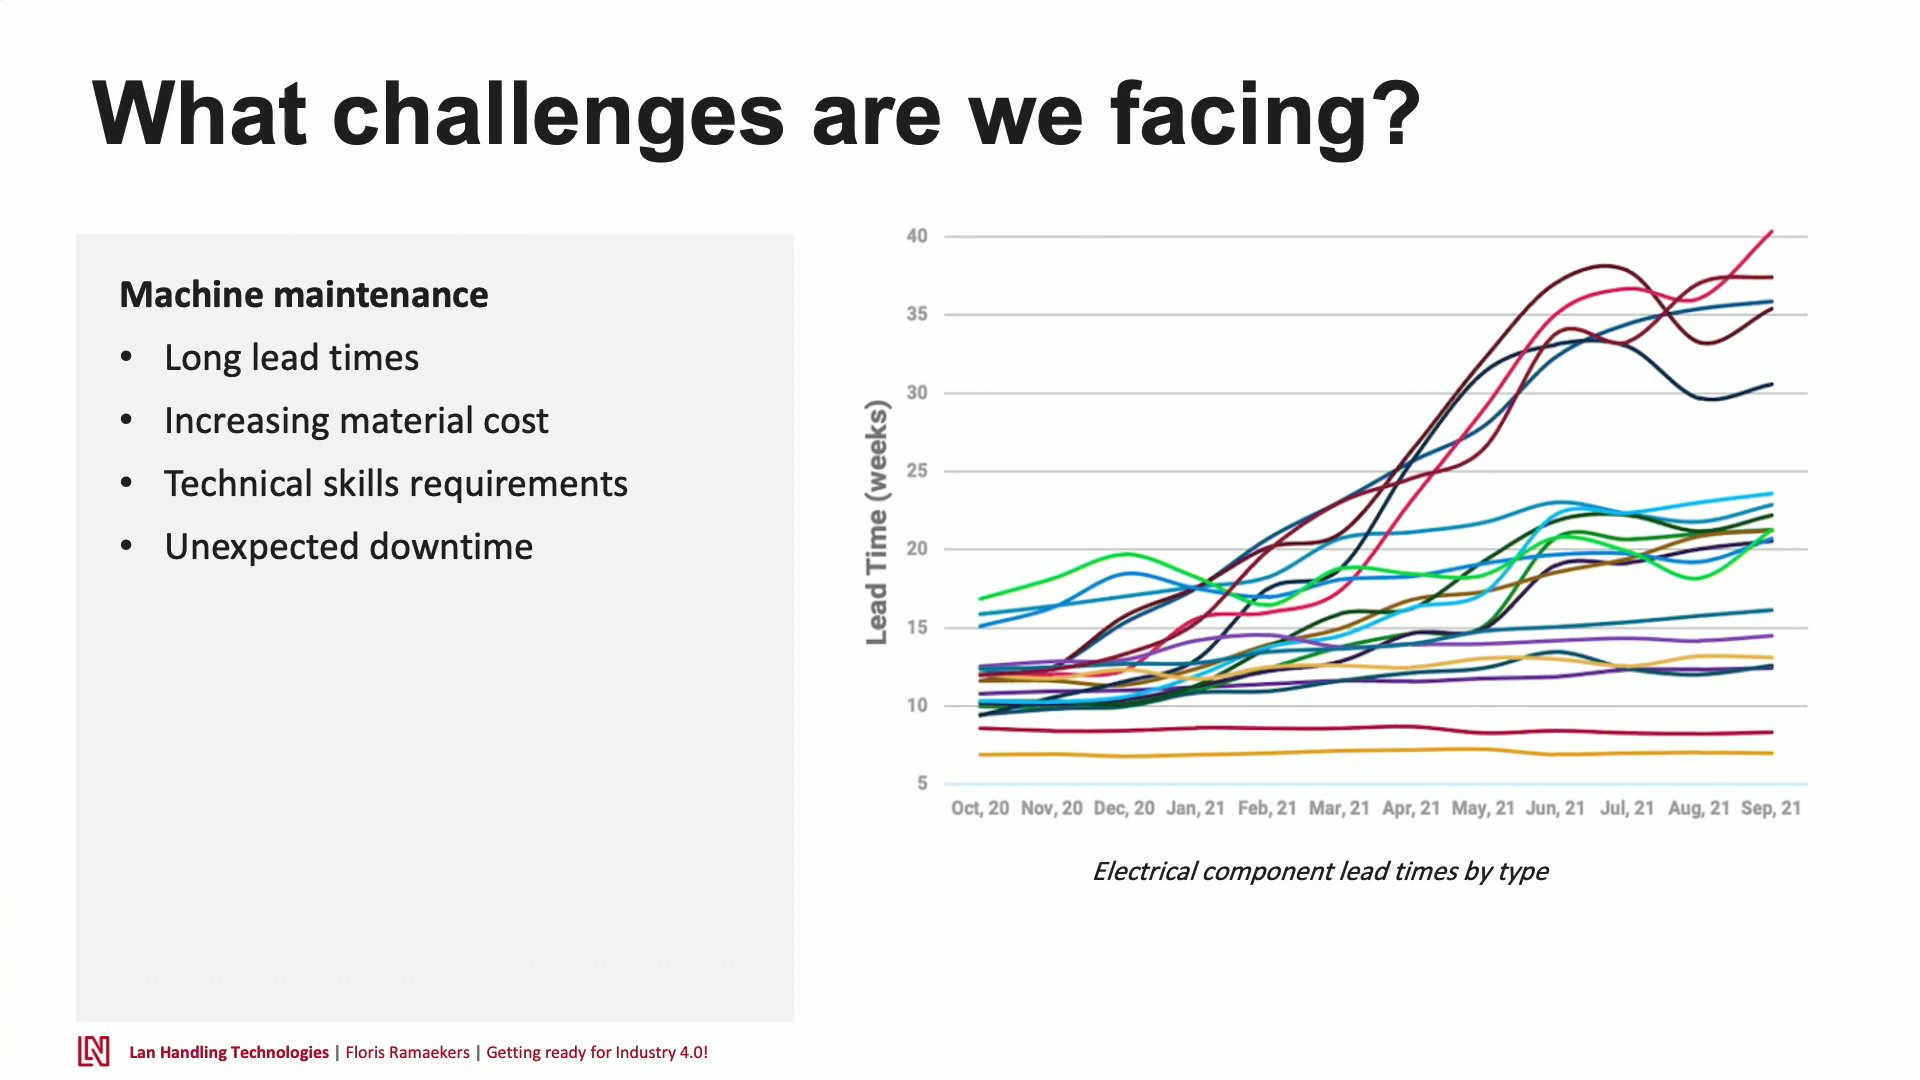 What challenges are we facing?
Machine maintenance
• Long lead times
• Increasing material cost
• Technical skills requirements
• Unexpected downtime
Lead Time (weeks)
40
35
30
25
20
15
10
5
Oct, 20 Nov, 20 Dec, 20 Jan, 21 Feb, 21 Mar, 21 Apr, 21 May, 21 Jun, 21 Jul, 21 Aug, 21 Sep, 21
Electrical component lead times by type
LN Lan Handling Technologies | Floris Ramaekers | Getting ready for Industry 4.0!